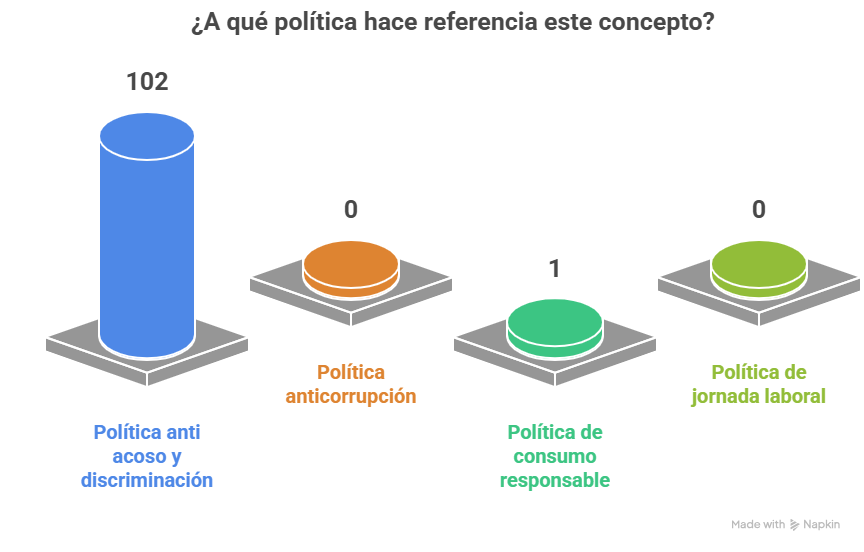 ¿A qué política hace referencia este concepto?
102
0
1
0
Política anti
acoso y
discriminación
Política
anticorrupción
Política de
consumo
responsable
Política de
jornada laboral
Made with Napkin